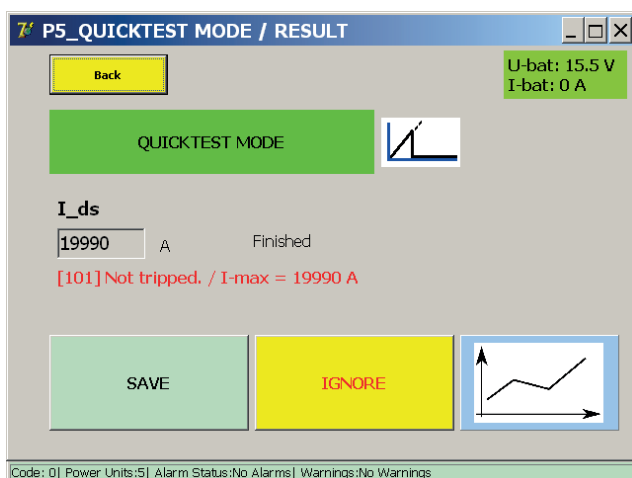 P5_QUICKTEST MODE / RESULT
Back
U-bat: 15.5 V
I-bat: 0 A
QUICKTEST MODE
I_ds
19990 A Finished
[101] Not tripped. / I-max = 19990 A
SAVE
IGNORE
Code: 0| Power Units:5| Alarm Status:No Alarms| Warnings:No Warnings